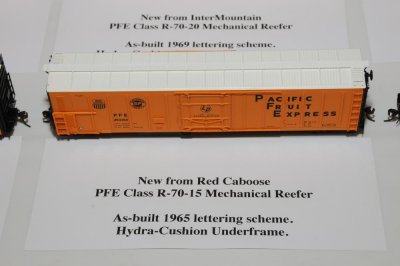 New from InterMountain
PFE Class R-70-20 Mechanical Reefer
As-built 1969 lettering scheme.
PFE
PACIFIC
FRUIT
EXPRESS
New from Red Caboose
PFE Class R-70-15 Mechanical Reefer
As-built 1965 lettering scheme.
Hydra-Cushion Underframe.